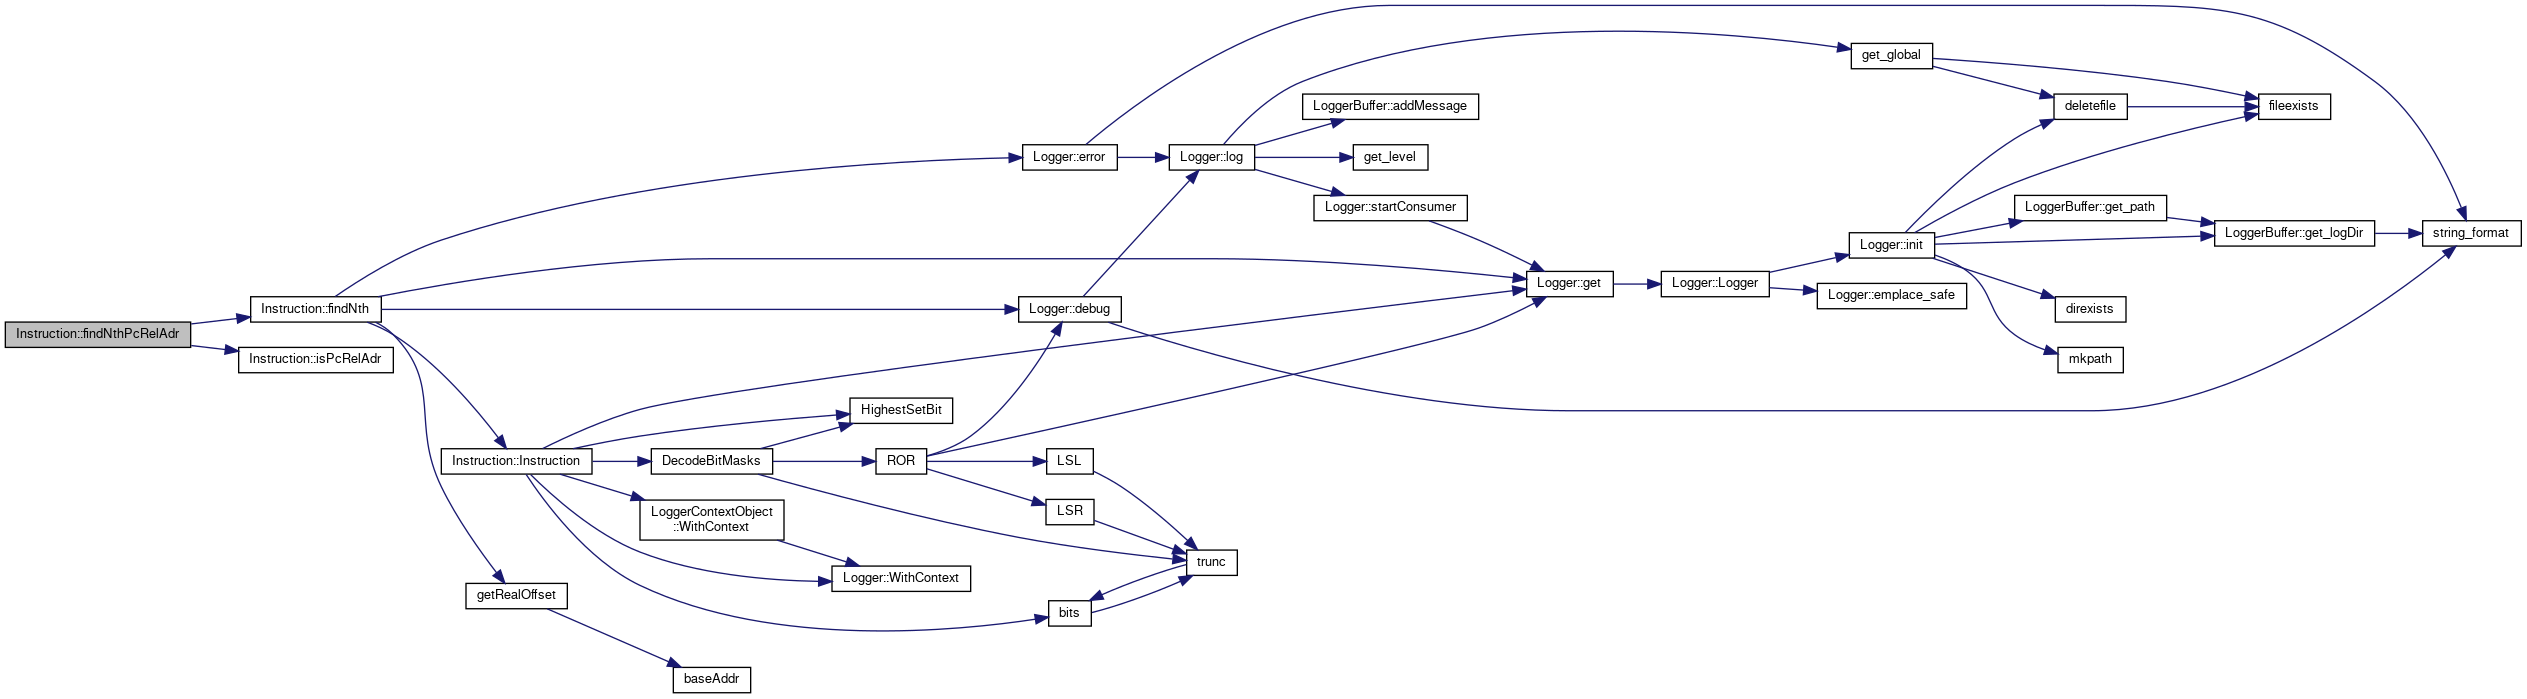 get_global
LoggerBuffer::addMessage
deletefile
fileexists
Logger::error
Logger::log
get_level
Logger::startConsumer
LoggerBuffer::get_path
LoggerBuffer::get_logDir
string_format
Logger::init
Logger::get
Logger::Logger
Logger::emplace_safe
Instruction::findNth
Logger::debug
direxists
Instruction::findNthPcRelAdr
Instruction::isPcRelAdr
mkpath
HighestSetBit
Instruction::Instruction
DecodeBitMasks
ROR
LSL
LoggerContextObject
::WithContext
LSR
trunc
Logger::WithContext
getRealOffset
bits
baseAddr